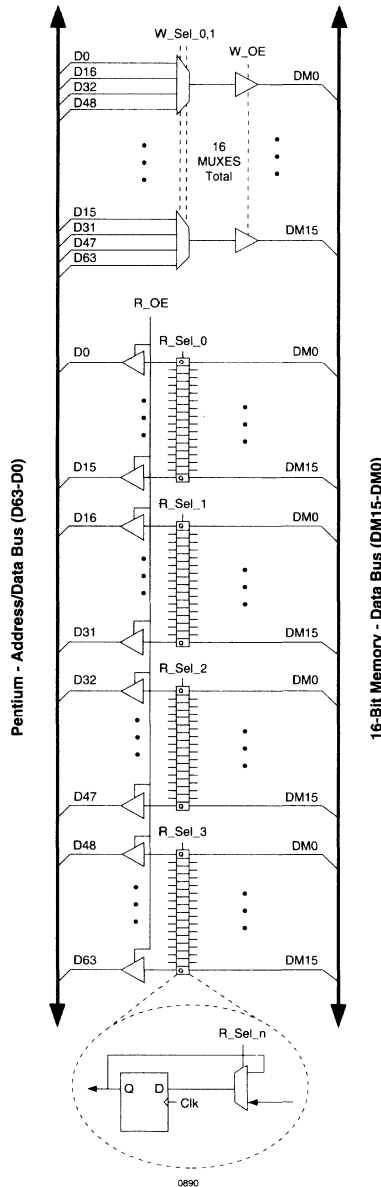 W_Sel_0,1
W_OE
D0
D16
D32
D48
DM0
16
MUXES
Total
D15
D31
D47
D63
DM15
R_OE
R_Sel_0
D0
DM0
D15
DM15
R_Sel_1
D16
DM0
D31
DM15
R_Sel_2
D32
DM0
D47
DM15
R_Sel_3
D48
DM0
D63
DM15
Pentium - Address/Data Bus (D63-D0)
16-Bit Memory - Data Bus (DM15-DM0)
R_Sel_n
Q D
Clk
0890